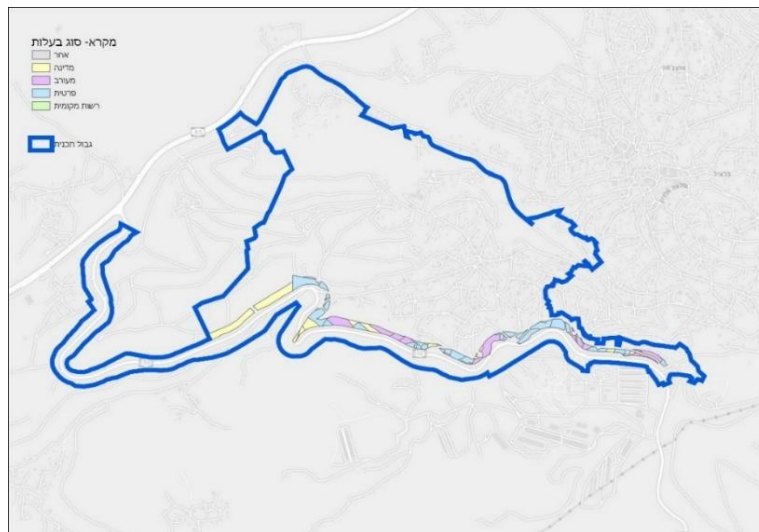 מקרא- סוג בעלות
אחר
מדינה
מעורב
פרטית
רשות מקומית
גבול תכנית